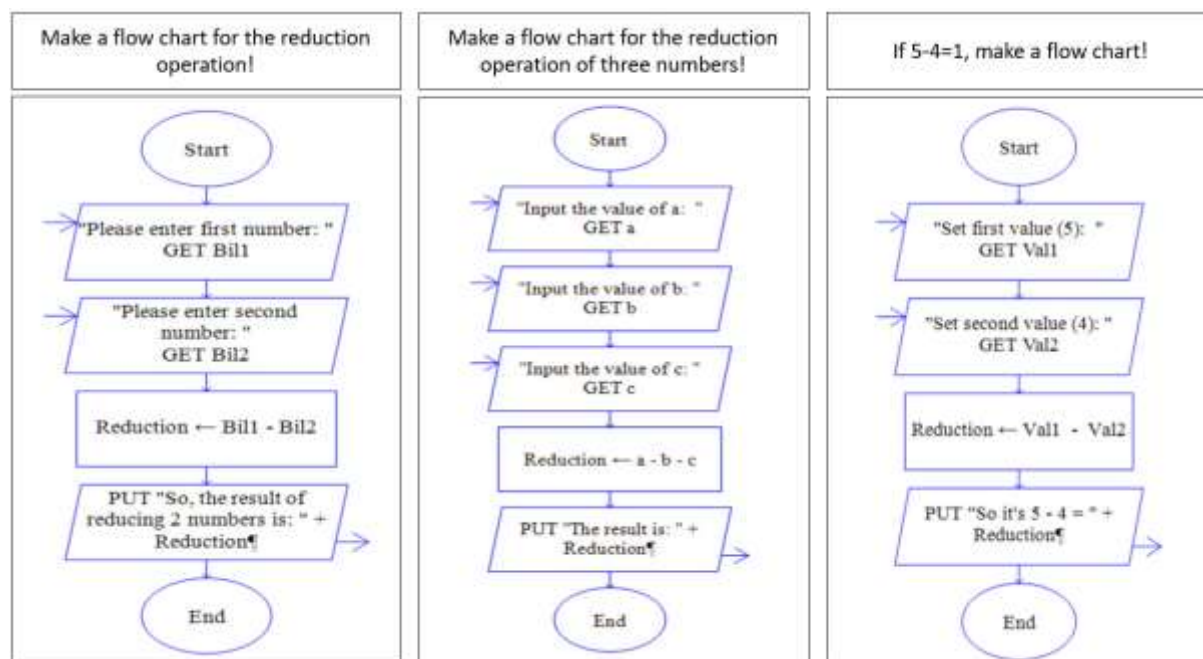 Make a flow chart for the reduction
operation!
Start
"Please enter first number: "
GET Bil1
"Please enter second
number: "
GET Bil2
Reduction ← Bil1 - Bil2
PUT "So, the result of
reducing 2 numbers is: " +
Reduction¶
End
Make a flow chart for the reduction
operation of three numbers!
Start
"Input the value of a: "
GET a
"Input the value of b: "
GET b
"Input the value of c: "
GET c
Reduction ← a - b - c
PUT "The result is: " +
Reduction¶
End
If 5-4=1, make a flow chart!
Start
"Set first value (5): "
GET Val1
"Set second value (4): "
GET Val2
Reduction ← Val1 - Val2
PUT "So it's 5 - 4 = " +
Reduction¶
End